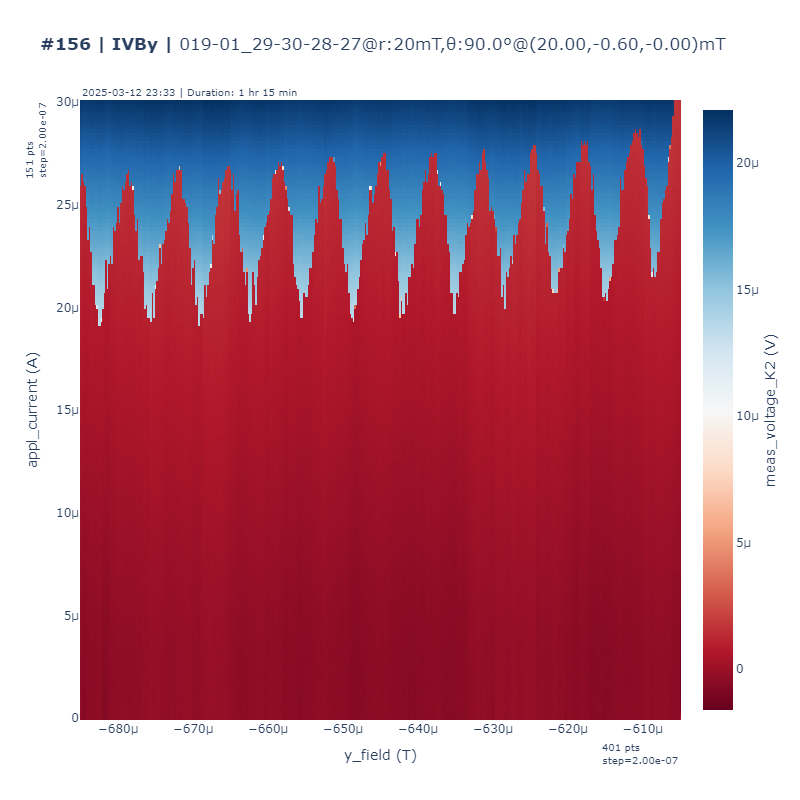 #156 | IVBy | 019-01_29-30-28-27@r:20mT,θ:90.0°@(20.00,-0.60,-0.00)mT
2025-03-12 23:33 | Duration: 1 hr 15 min
151 pts
step=2.00e-07
30μ
25μ
20μ
15μ
10μ
5μ
0
appl_current (A)
−680μ
−670μ
−660μ
−650μ
−640μ
−630μ
−620μ
−610μ
y_field (T)
401 pts
step=2.00e-07
20μ
15μ
10μ
5μ
0
meas_voltage_K2 (V)